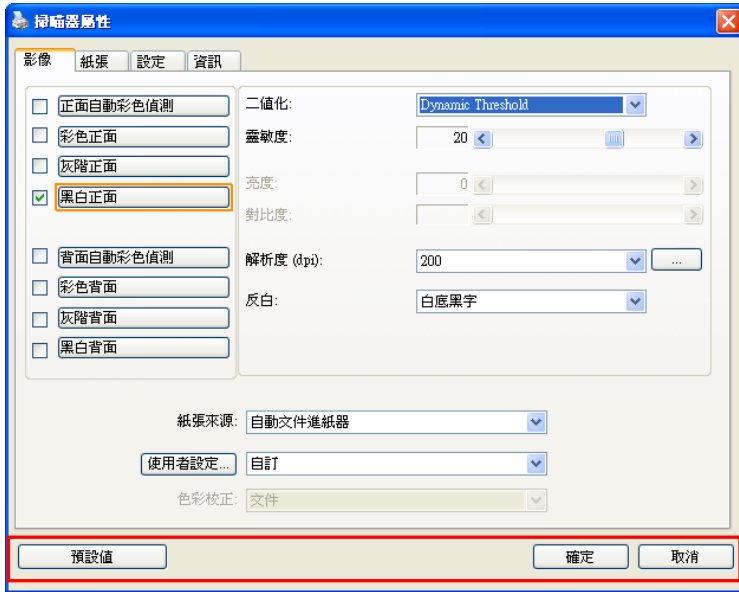 掃瞄器屬性
影像 紙張 設定 資訊
正面自動彩色偵測
彩色正面
灰階正面
黑白正面
背面自動彩色偵測
彩色背面
灰階背面
黑白背面
二值化: Dynamic Threshold
靈敏度: 20
亮度: 0
對比度:
解析度 (dpi): 200 ...
反白: 白底黑字
紙張來源: 自動文件進紙器
使用者設定... 自訂
色彩校正: 文件
預設值 確定 取消